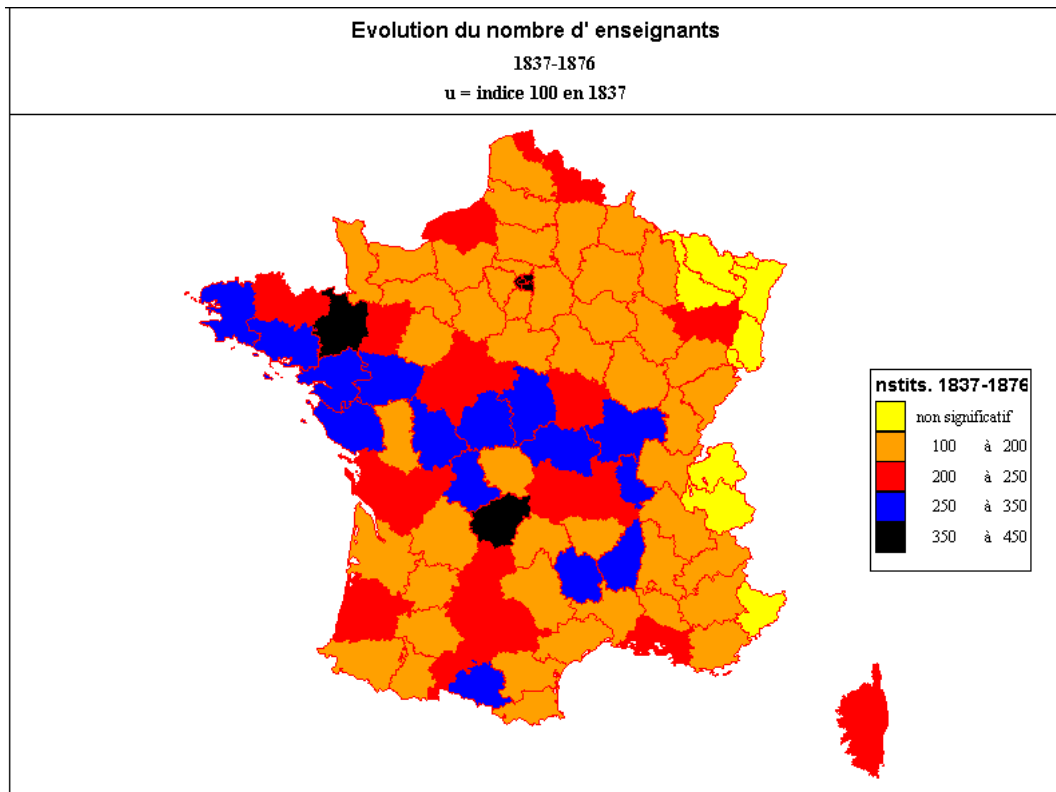 Evolution du nombre d' enseignants
1837-1876
u = indice 100 en 1837
nstits. 1837-1876
non significatif
100 à 200
200 à 250
250 à 350
350 à 450